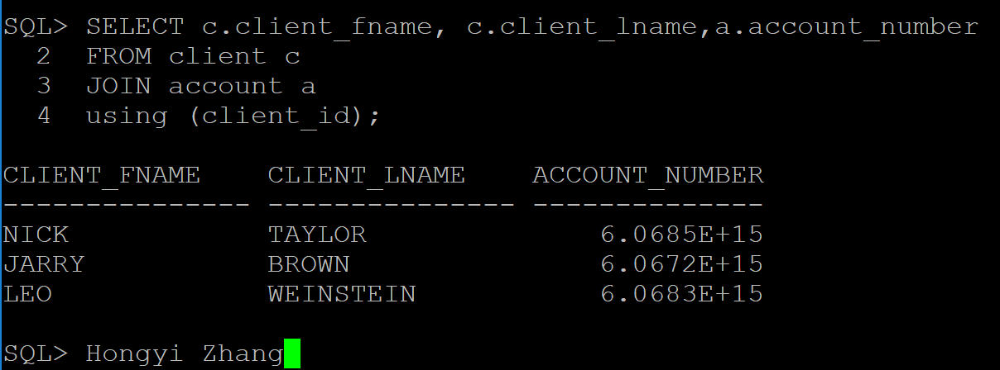 SQL> SELECT c.client_fname, c.client_lname,a.account_number
  2  FROM client c
  3  JOIN account a
  4  using (client_id);
CLIENT_FNAME    CLIENT_LNAME    ACCOUNT_NUMBER
--------------- --------------- --------------
NICK            TAYLOR              6.0685E+15
JARRY           BROWN               6.0672E+15
LEO             WEINSTEIN           6.0683E+15
SQL> Hongyi Zhang